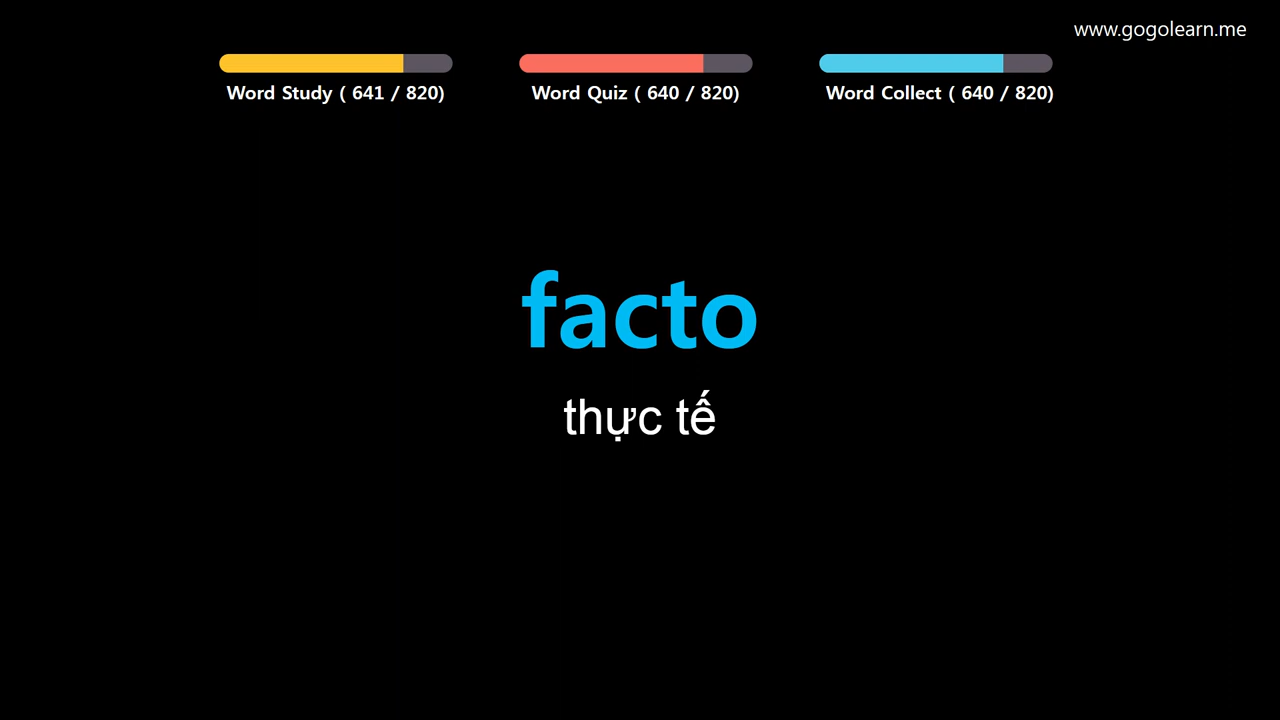 www.gogolearn.me
Word Study ( 641 / 820)
Word Quiz ( 640 / 820)
Word Collect ( 640 / 820)
facto
thực tế